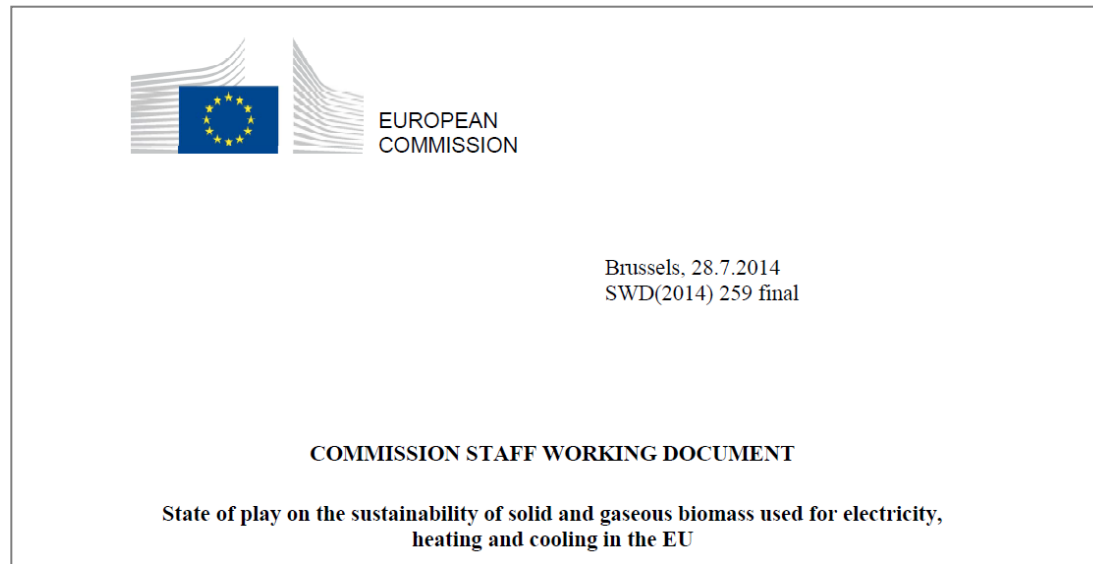 EUROPEAN
COMMISSION
Brussels, 28.7.2014
SWD(2014) 259 final
COMMISSION STAFF WORKING DOCUMENT
State of play on the sustainability of solid and gaseous biomass used for electricity,
heating and cooling in the EU